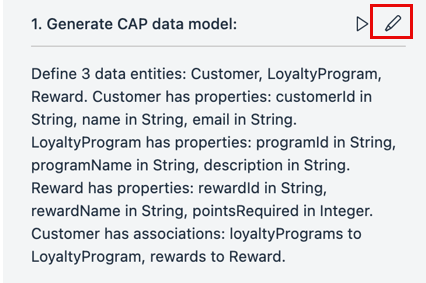 1. Generate CAP data model:
Define 3 data entities: Customer, LoyaltyProgram,
Reward. Customer has properties: customerId in
String, name in String, email in String.
LoyaltyProgram has properties: programId in String,
programName in String, description in String.
Reward has properties: rewardId in String,
rewardName in String, pointsRequired in Integer.
Customer has associations: loyaltyPrograms to
LoyaltyProgram, rewards to Reward.